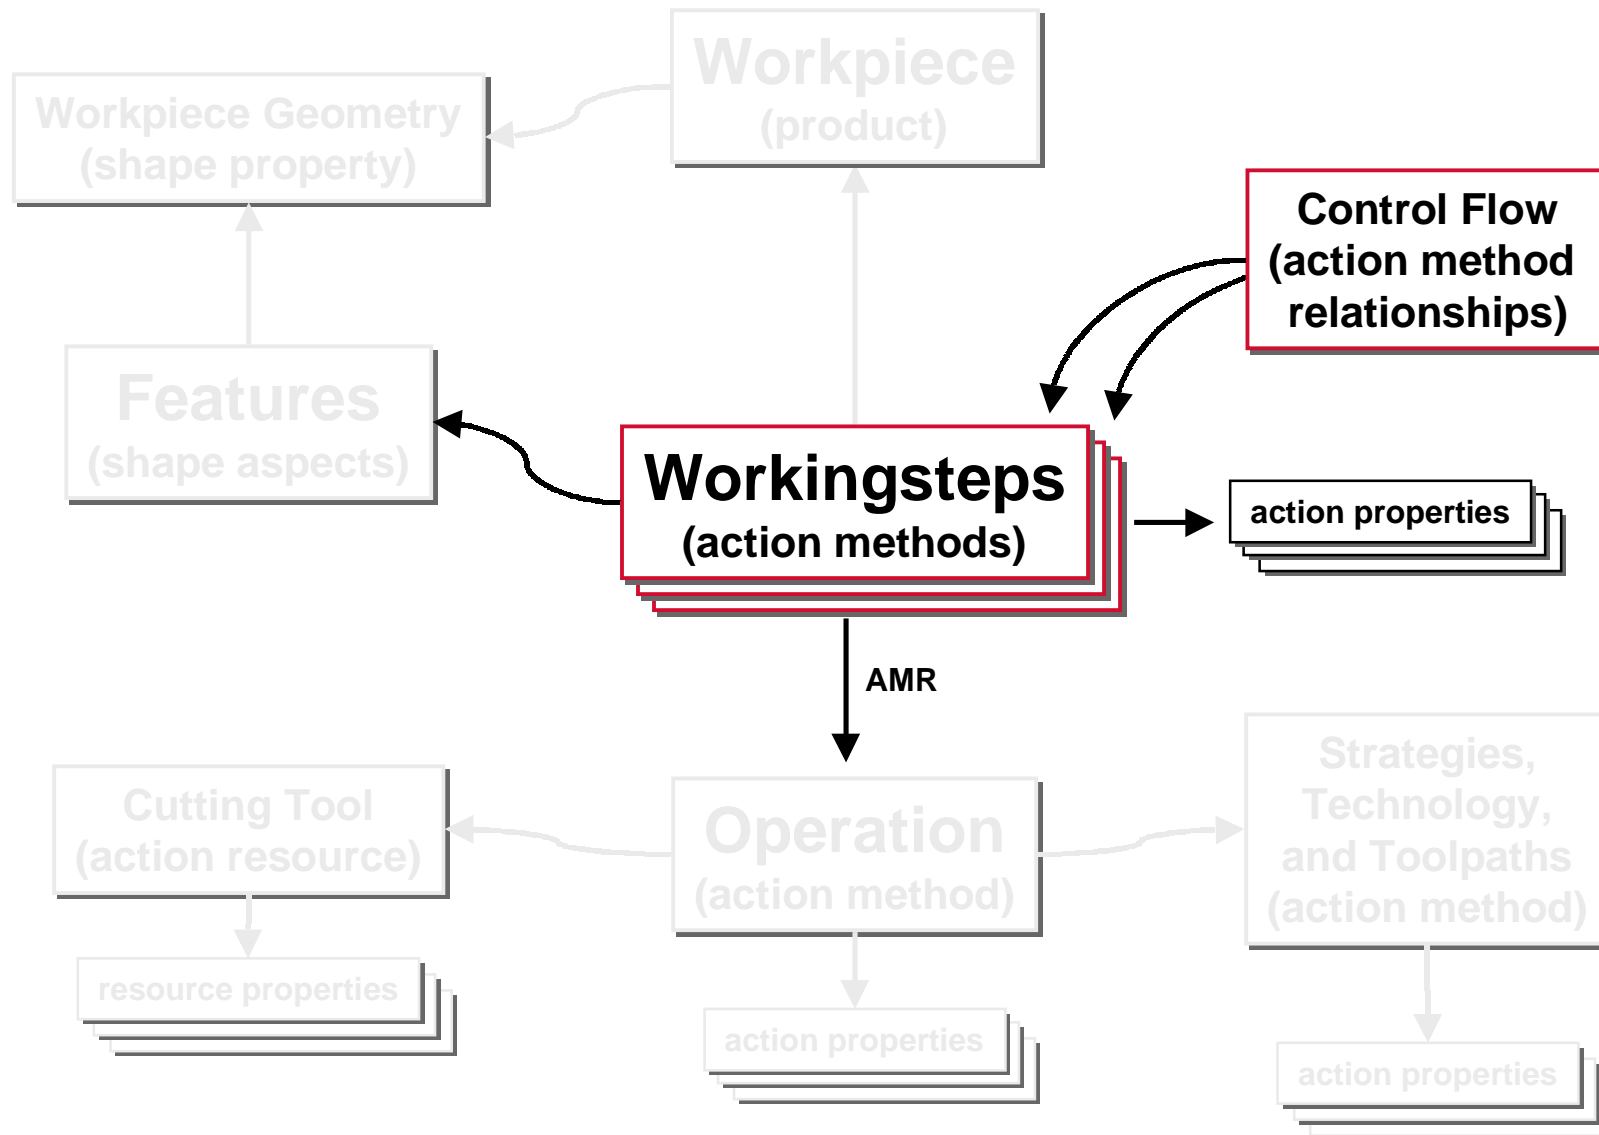 Workpiece
(product)
Workpiece Geometry
(shape property)
Control Flow
(action method
relationships)
Features
(shape aspects)
Workingsteps
(action methods)
action properties
AMR
Cutting Tool
(action resource)
Operation
(action method)
Strategies,
Technology,
and Toolpaths
(action method)
resource properties
action properties
action properties